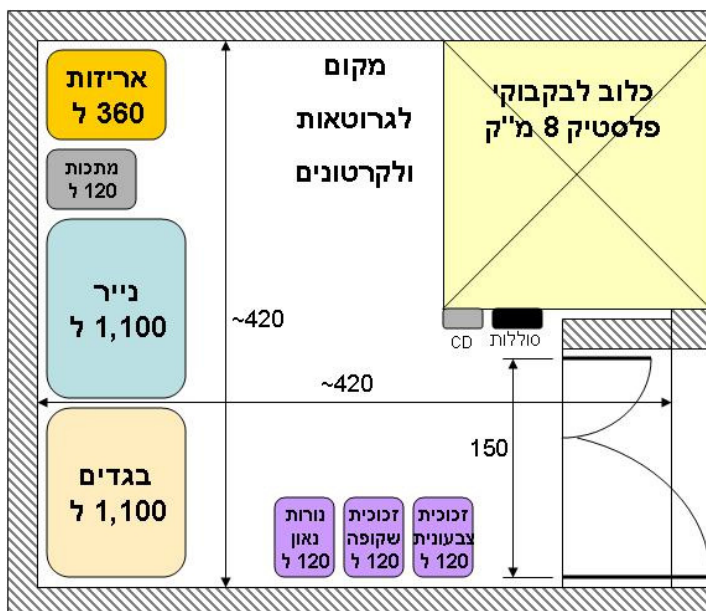 אריזות
360 ל
מקום
לגרוטאות
ולקרטונים
כלוב לבקבוקי
פלסטיק 8 מ''ק
מתכות
120 ל
נייר
1,100 ל
~420
סוללות
CD
~420
150
בגדים
1,100 ל
זכוכית
צבעונית
120 ל
זכוכית
שקופה
120 ל
נורות
נאון
120 ל